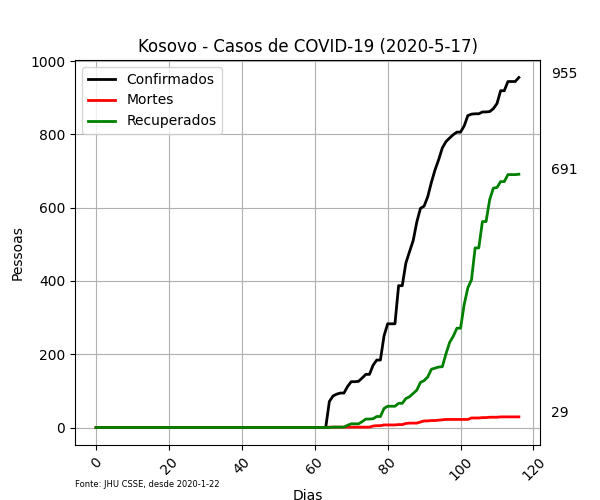 Kosovo - Casos de COVID-19 (2020-5-17)
Confirmados
Mortes
Recuperados
Pessoas
1000
800
600
400
200
0
955
691
29
0
20
40
60
80
100
120
Fonte: JHU CSSE, desde 2020-1-22
Dias